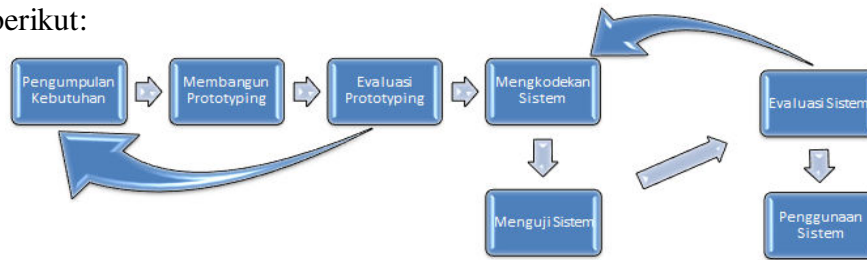 berikut:
Pengumpulan
Kebutuhan
Membangun
Prototyping
Evaluasi
Prototyping
Mengkodekan
Sistem
Menguji Sistem
Evaluasi Sistem
Penggunaan
Sistem